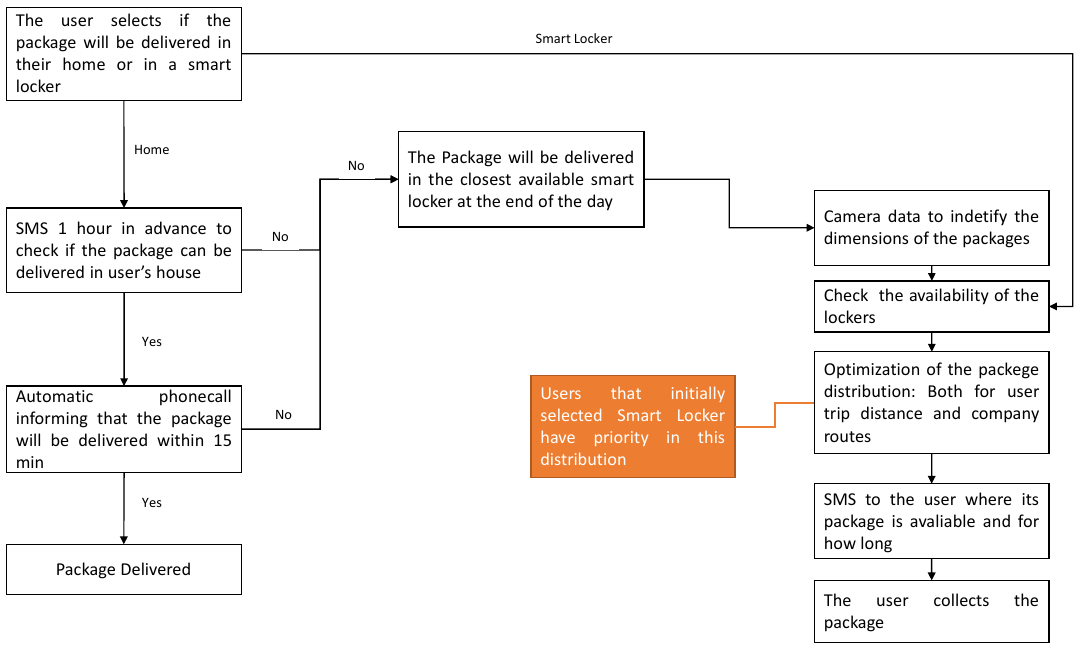 The user selects if the
package will be delivered in
their home or in a smart
locker
Smart Locker
Home
No
The Package will be delivered
in the closest available smart
locker at the end of the day
SMS 1 hour in advance to
check if the package can be
delivered in user's house
No
Camera data to indetify the
dimensions of the packages
Check the availability of the
lockers
Yes
Automatic phonecall
informing that the package
will be delivered within 15
min
No
Users that initially
selected Smart Locker
have priority in this
distribution
Optimization of the packege
distribution: Both for user
trip distance and company
routes
Yes
SMS to the user where its
package is avaliable and for
how long
Package Delivered
The user collects the
package